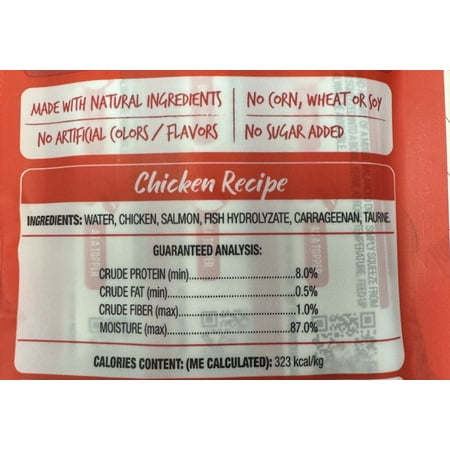 MADE WITH NATURAL INGREDIENTS
NO CORN, WHEAT OR SOY
NO ARTIFICIAL COLORS / FLAVORS
NO SUGAR ADDED
Chicken Recipe
INGREDIENTS: WATER, CHICKEN, SALMON, FISH HYDROLYZATE, CARRAGEENAN, TAURINE.
GUARANTEED ANALYSIS:
CRUDE PROTEIN (min)..............................8.0%
CRUDE FAT (min)......................................0.5%
CRUDE FIBER (max)..................................1.0%
MOISTURE (max)......................................87.0%
CALORIES CONTENT: (ME CALCULATED): 323 kcal/kg
AS A TOPPER